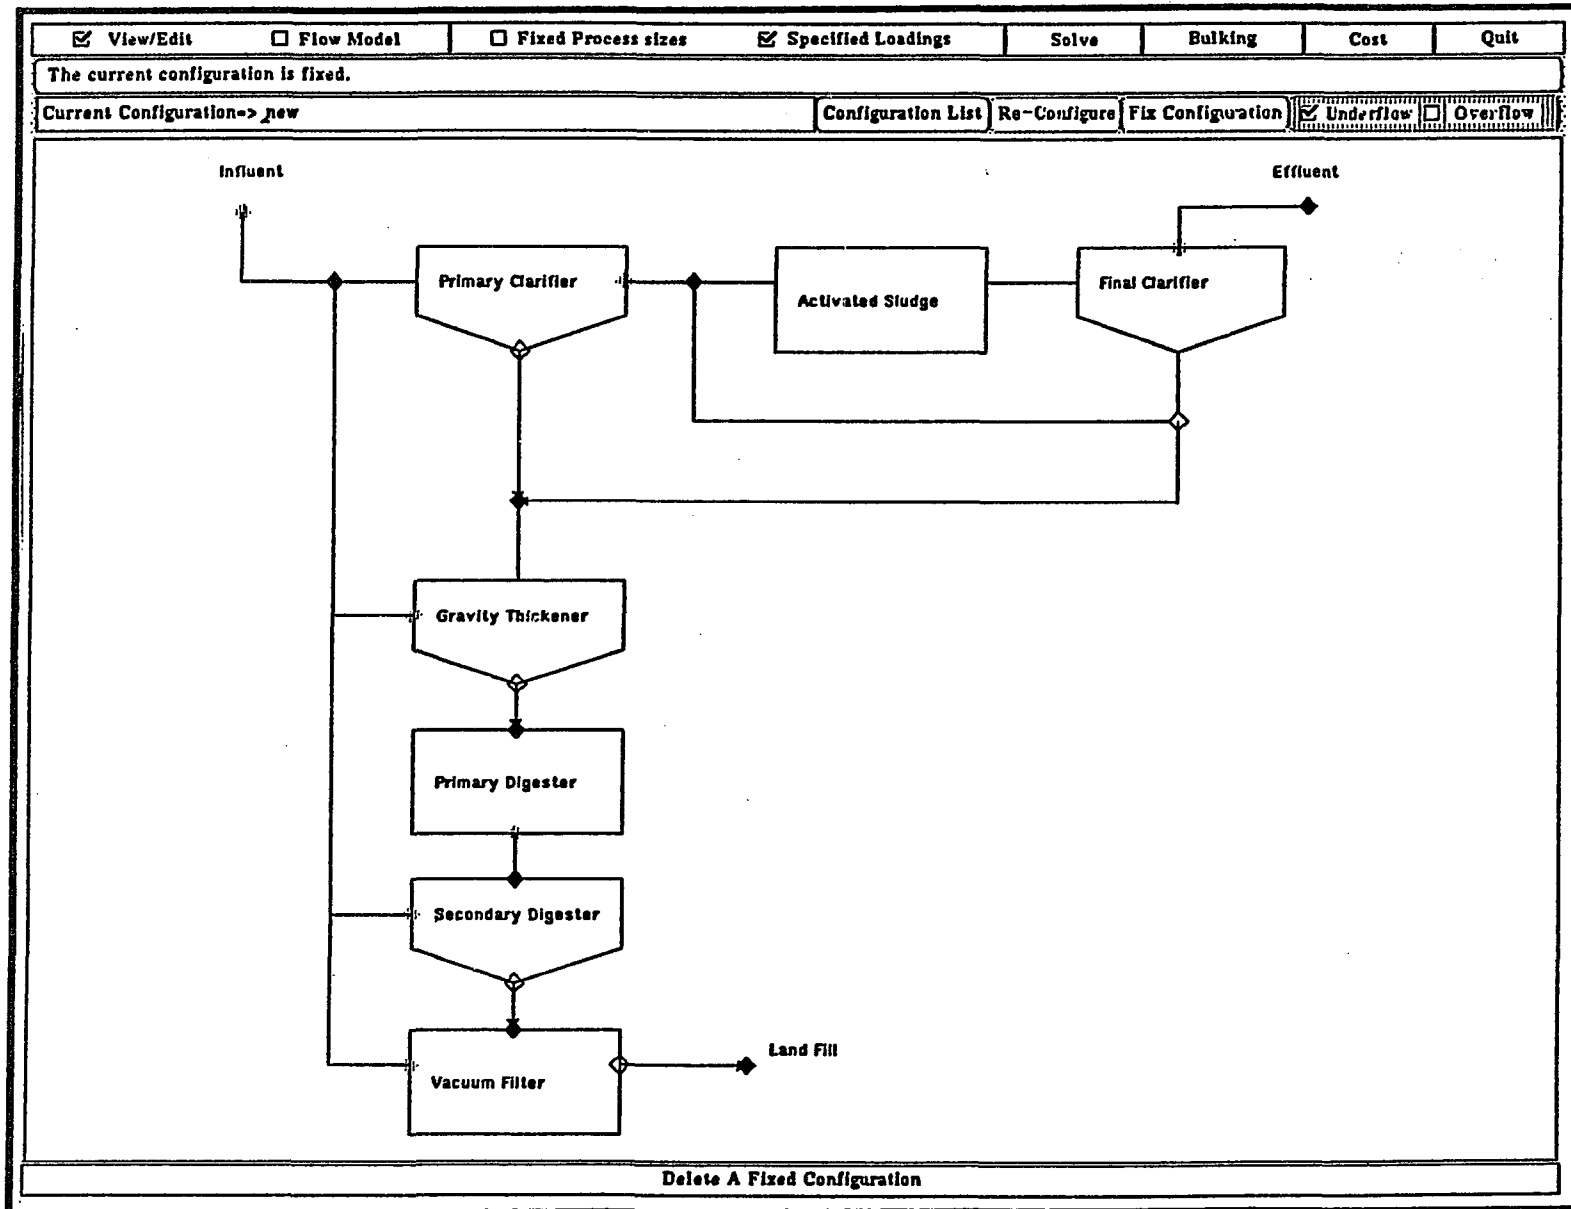 View/Edit Flow Model Fixed Process sizes Specified Loadings Solve Bulking Cost Quit
The current configuration is fixed.
Current Configuration=> new Configuration List Re-Configure Fix Configuration Underflow Overflow
Influent Effluent
Primary Clarifier Final Clarifier
Activated Sludge
Gravity Thickener
Primary Digester
Secondary Digester
Land Fill
Vacuum Filter
Delete A Fixed Configuration